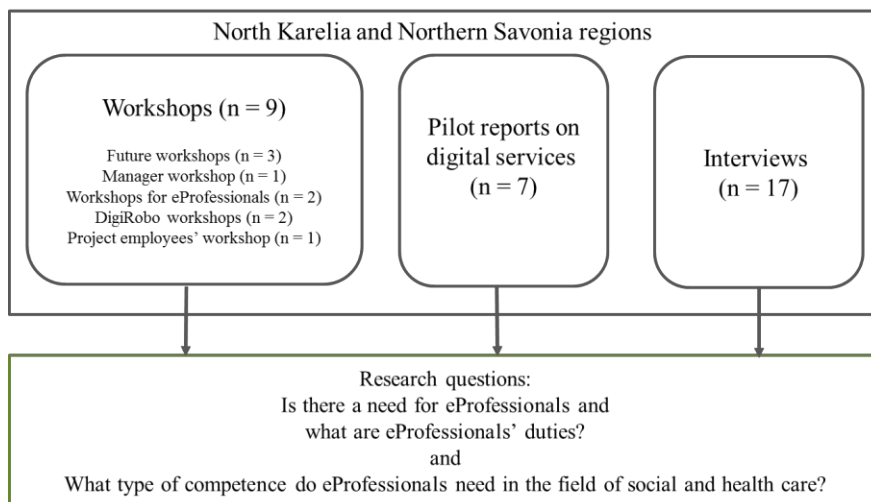 North Karelia and Northern Savonia regions
Workshops (n = 9)
Future workshops (n = 3)
Manager workshop (n = 1)
Workshops for eProfessionals (n = 2)
DigiRobo workshops (n = 2)
Project employees’ workshop (n = 1)
Pilot reports on
digital services
(n = 7)
Interviews
(n = 17)
Research questions:
Is there a need for eProfessionals and
what are eProfessionals’ duties?
and
What type of competence do eProfessionals need in the field of social and health care?